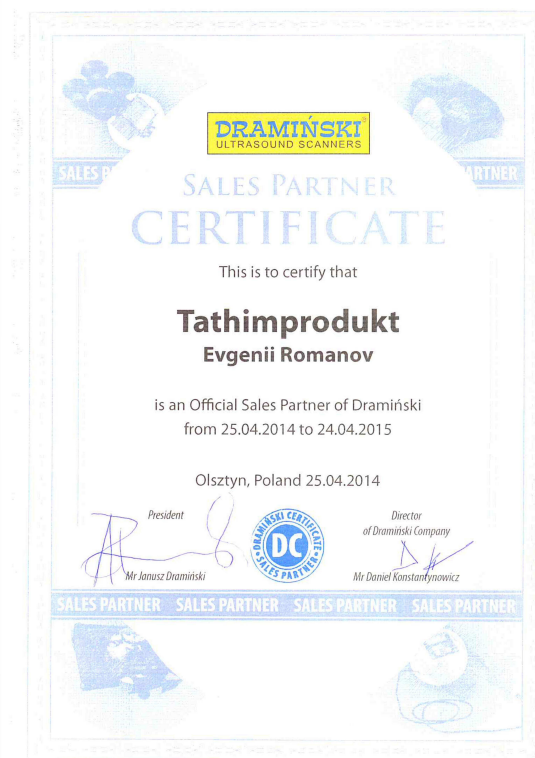 DRAMIŃSKI®
ULTRASOUND SCANNERS
SALES PARTNER
SALES PARTNER
CERTIFICATE
This is to certify that
Tathimprodukt
Evgenii Romanov
is an Official Sales Partner of Dramiński
from 25.04.2014 to 24.04.2015
Olsztyn, Poland 25.04.2014
President
Director
of Dramiński Company
DRAMIŃSKI CERTIFICATE
DC
SALES PARTNER
Mr Janusz Dramiński
Mr Daniel Konstantynowicz
SALES PARTNER SALES PARTNER SALES PARTNER SALES PARTNER